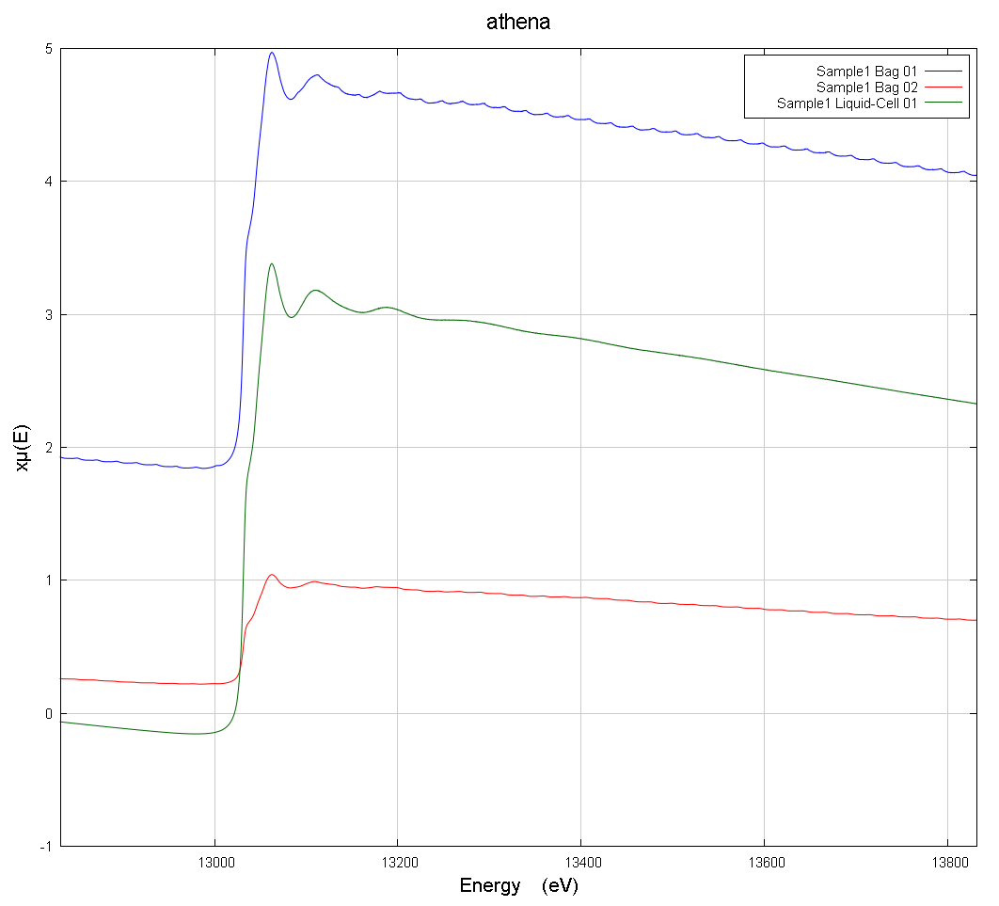 athena
Sample1 Bag 01
Sample1 Bag 02
Sample1 Liquid-Cell 01
5
4
3
2
1
0
-1
xμ(E)
13000 13200 13400 13600 13800
Energy (eV)